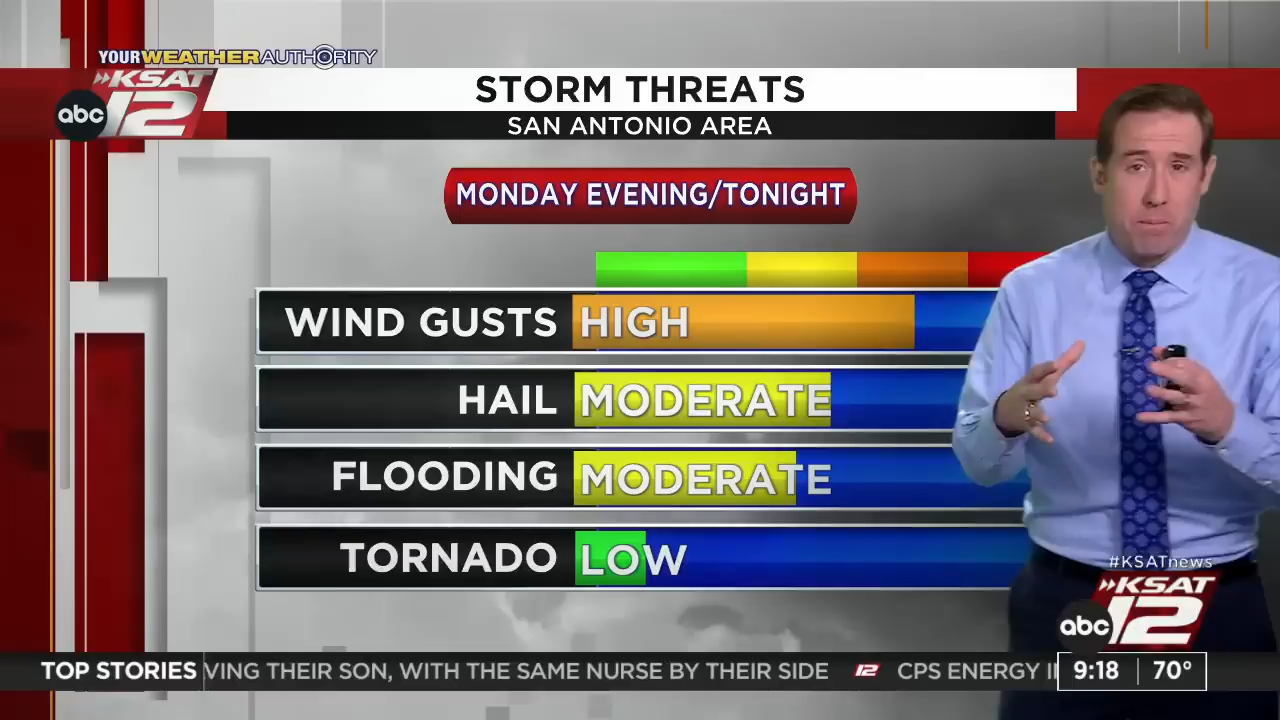 YOUR WEATHER AUTHORITY
KSAT
abc 12
STORM THREATS
SAN ANTONIO AREA
MONDAY EVENING/TONIGHT
WIND GUSTS HIGH
HAIL MODERATE
FLOODING MODERATE
TORNADO LOW
#KSATnews
KSAT
abc 12
TOP STORIES VING THEIR SON, WITH THE SAME NURSE BY THEIR SIDE 12 CPS ENERGY 9:18 70°